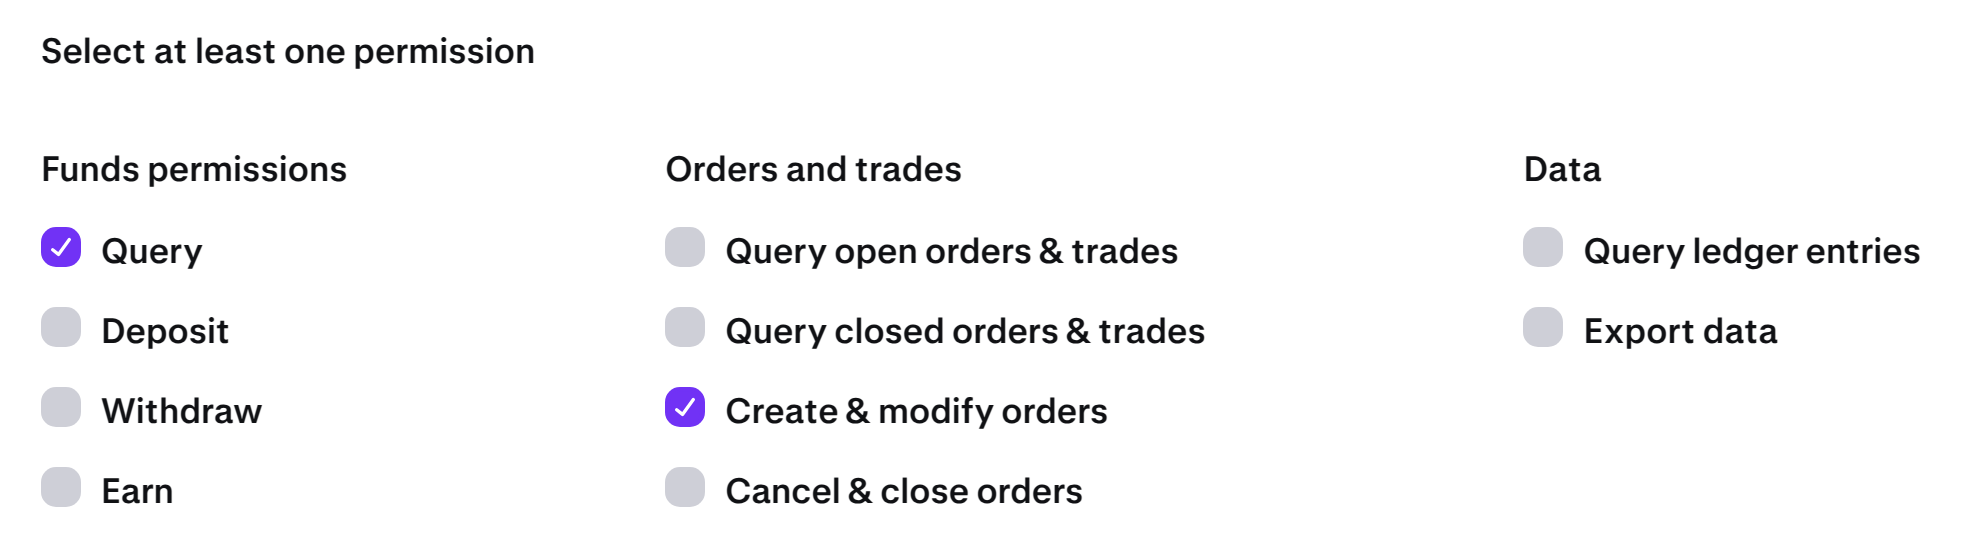 Select at least one permission
Funds permissions
Query
Deposit
Withdraw
Earn
Orders and trades
Query open orders & trades
Query closed orders & trades
Create & modify orders
Cancel & close orders
Data
Query ledger entries
Export data